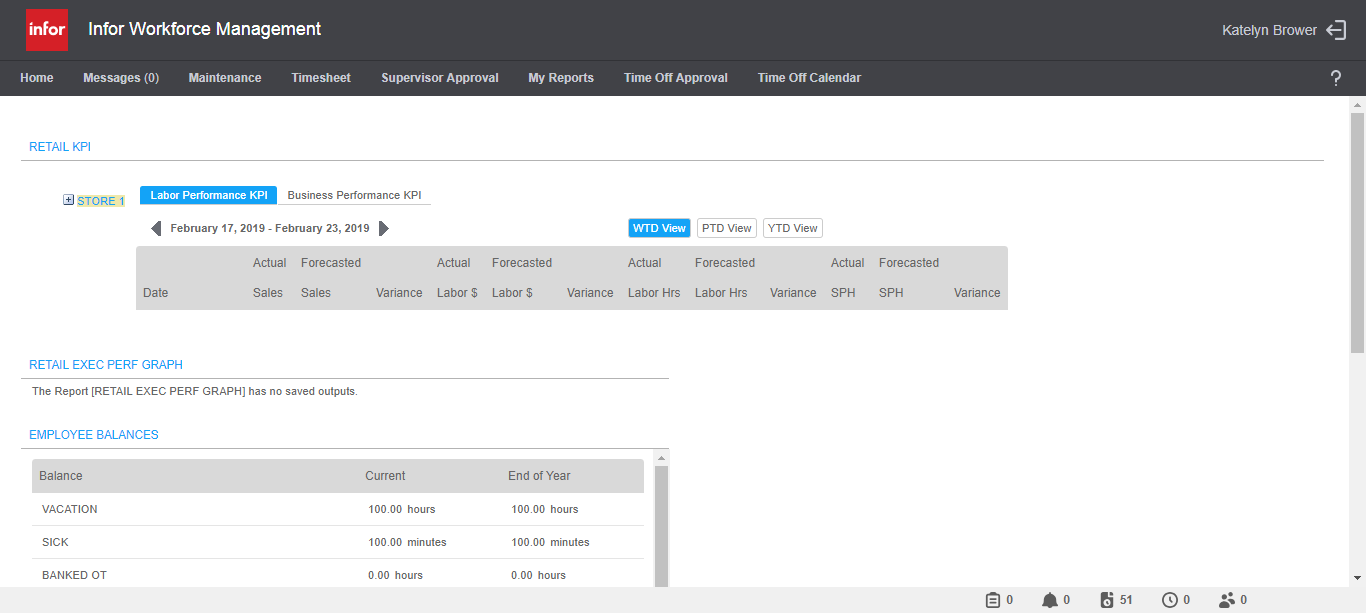 infor Infor Workforce Management Katelyn Brower
Home Messages (0) Maintenance Timesheet Supervisor Approval My Reports Time Off Approval Time Off Calendar ?
RETAIL KPI
STORE 1 Labor Performance KPI Business Performance KPI
February 17, 2019 - February 23, 2019 WTD View PTD View YTD View
Actual Forecasted Actual Forecasted Actual Forecasted Actual Forecasted
Date Sales Sales Variance Labor $ Labor $ Variance Labor Hrs Labor Hrs Variance SPH SPH Variance
RETAIL EXEC PERF GRAPH
The Report [RETAIL EXEC PERF GRAPH] has no saved outputs.
EMPLOYEE BALANCES
Balance Current End of Year
VACATION 100.00 hours 100.00 hours
SICK 100.00 minutes 100.00 minutes
BANKED OT 0.00 hours 0.00 hours
0 0 51 0 0